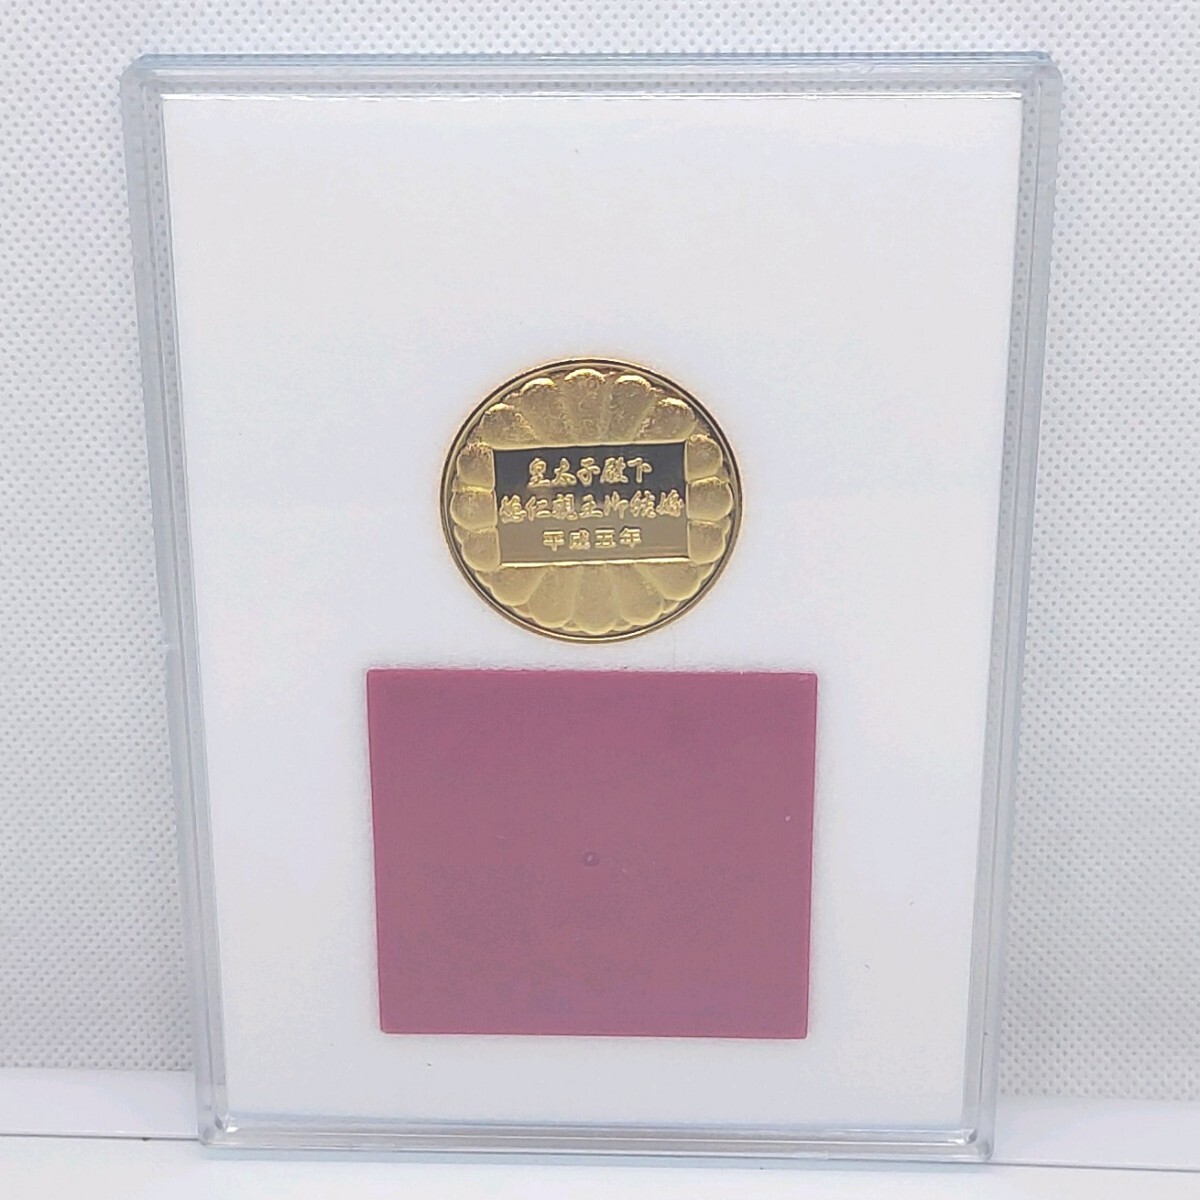 皇太子殿下
徳仁親王御結婚
平成五年